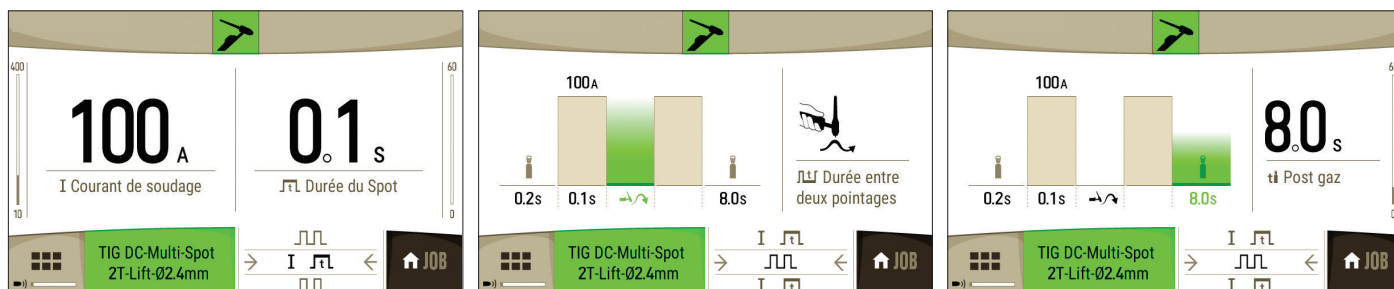 400
60
100 A
0.1 s
I Courant de soudage
t Durée du Spot
10
0
TIG DC-Multi-Spot
2T-Lift-Ø2.4mm
I t
JOB
100A
0.2s 0.1s 8.0s
t Durée entre
deux pointages
TIG DC-Multi-Spot
2T-Lift-Ø2.4mm
I t
I t
JOB
100A
8.0 s
t Post gaz
0.2s 0.1s 8.0s
TIG DC-Multi-Spot
2T-Lift-Ø2.4mm
I t
I t
JOB